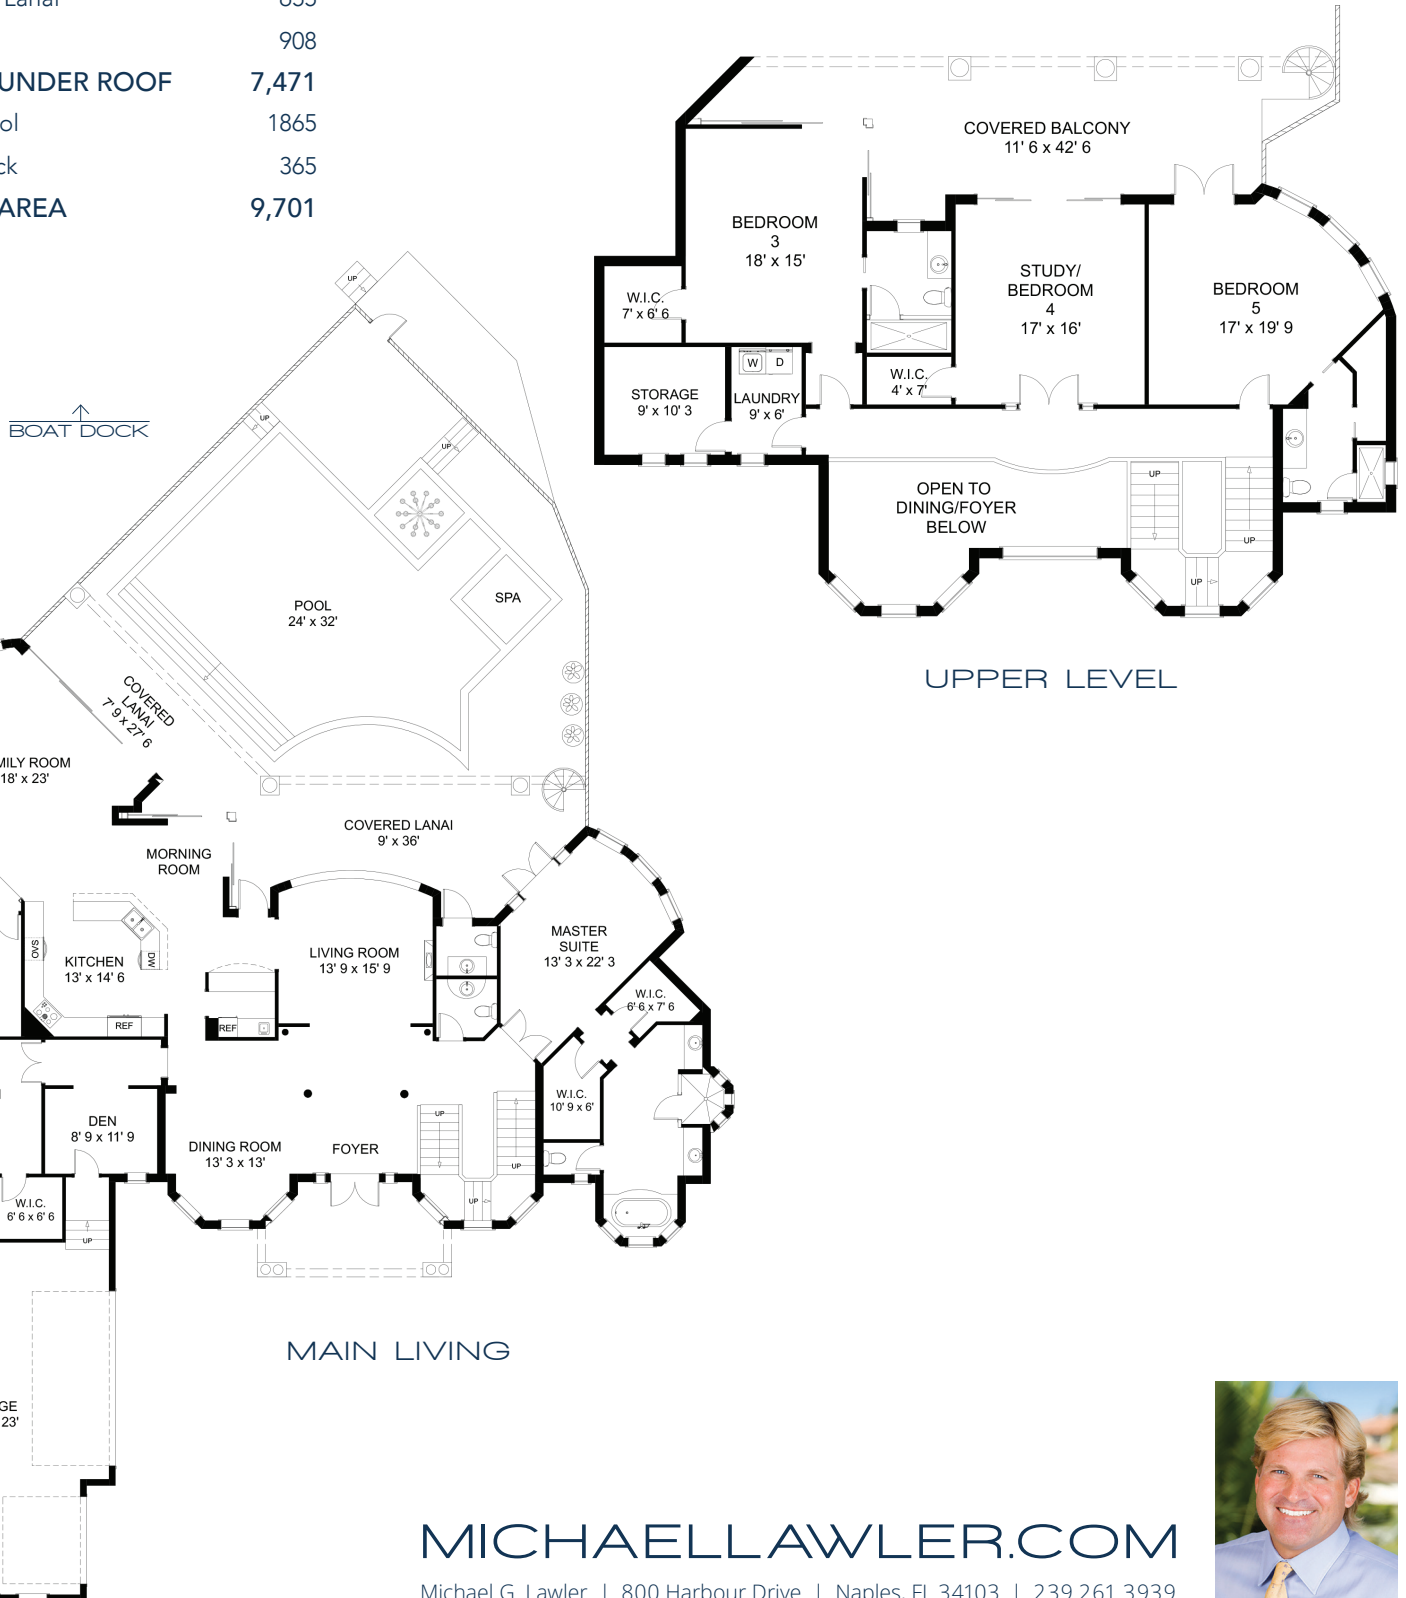 Lanai 655
908
UNDER ROOF 7,471
ol 1865
ck 365
AREA 9,701
COVERED BALCONY
11' 6 x 42' 6
BEDROOM
3
18' x 15'
STUDY/
BEDROOM
4
17' x 16'
BEDROOM
5
17' x 19' 9
W.I.C.
7' x 6' 6
STORAGE
9' x 10' 3
W D
LAUNDRY
9' x 6'
W.I.C.
4' x 7'
OPEN TO
DINING/FOYER
BELOW
UP
UP
UP
UPPER LEVEL
BOAT DOCK
UP
UP
UP
POOL
24' x 32'
SPA
COVERED
LANAI
7' 9 x 27' 6
MILY ROOM
18' x 23'
COVERED LANAI
9' x 36'
MORNING
ROOM
OVS
KITCHEN
13' x 14' 6
DW
REF
REF
LIVING ROOM
13' 9 x 15' 9
MASTER
SUITE
13' 3 x 22' 3
W.I.C.
6' 6 x 7' 6
W.I.C.
10' 9 x 6'
DEN
8' 9 x 11' 9
DINING ROOM
13' 3 x 13'
FOYER
UP
UP
UP
W.I.C.
6' 6 x 6' 6
UP
MAIN LIVING
GE
23'
MICHAELLAWLER.COM
Michael G. Lawler | 800 Harbour Drive | Naples, FL 34103 | 239.261.3939